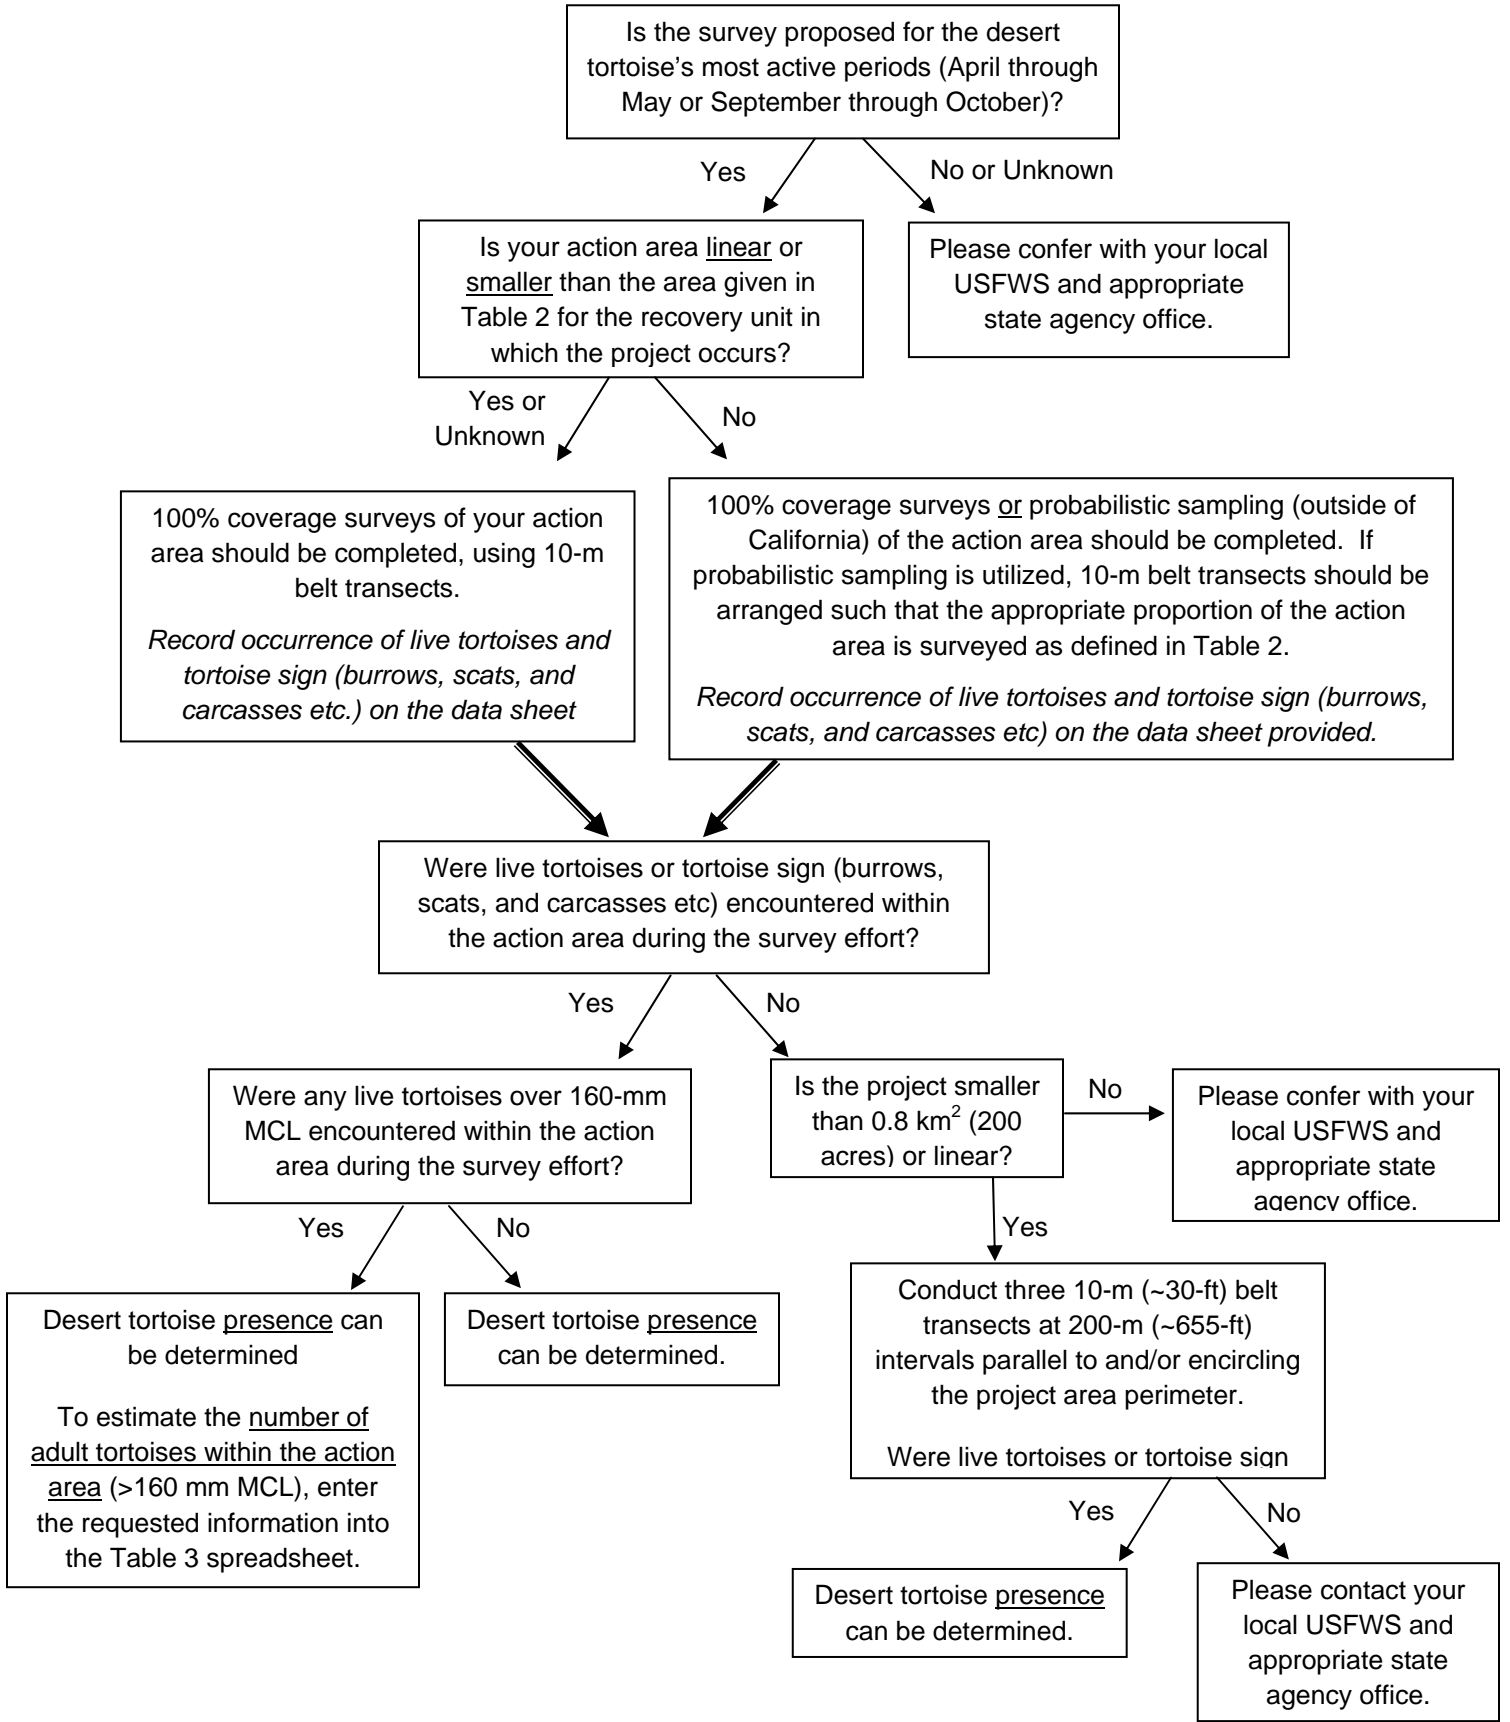 Is the survey proposed for the desert
tortoise's most active periods (April through
May or September through October)?
Yes
No or Unknown
Is your action area linear or
smaller than the area given in
Table 2 for the recovery unit in
which the project occurs?
Please confer with your local
USFWS and appropriate
state agency office.
Yes or
Unknown
No
100% coverage surveys of your action
area should be completed, using 10-m
belt transects.
Record occurrence of live tortoises and
tortoise sign (burrows, scats, and
carcasses etc.) on the data sheet
100% coverage surveys or probabilistic sampling (outside of
California) of the action area should be completed.  If
probabilistic sampling is utilized, 10-m belt transects should be
arranged such that the appropriate proportion of the action
area is surveyed as defined in Table 2.
Record occurrence of live tortoises and tortoise sign (burrows,
scats, and carcasses etc) on the data sheet provided.
Were live tortoises or tortoise sign (burrows,
scats, and carcasses etc) encountered within
the action area during the survey effort?
Yes
No
Were any live tortoises over 160-mm
MCL encountered within the action
area during the survey effort?
Is the project smaller
than 0.8 km² (200
acres) or linear?
No
Please confer with your
local USFWS and
appropriate state
agency office.
Yes
No
Yes
Desert tortoise presence can
be determined
To estimate the number of
adult tortoises within the action
area (>160 mm MCL), enter
the requested information into
the Table 3 spreadsheet.
Desert tortoise presence
can be determined.
Conduct three 10-m (~30-ft) belt
transects at 200-m (~655-ft)
intervals parallel to and/or encircling
the project area perimeter.
Were live tortoises or tortoise sign
Yes
No
Desert tortoise presence
can be determined.
Please contact your
local USFWS and
appropriate state
agency office.